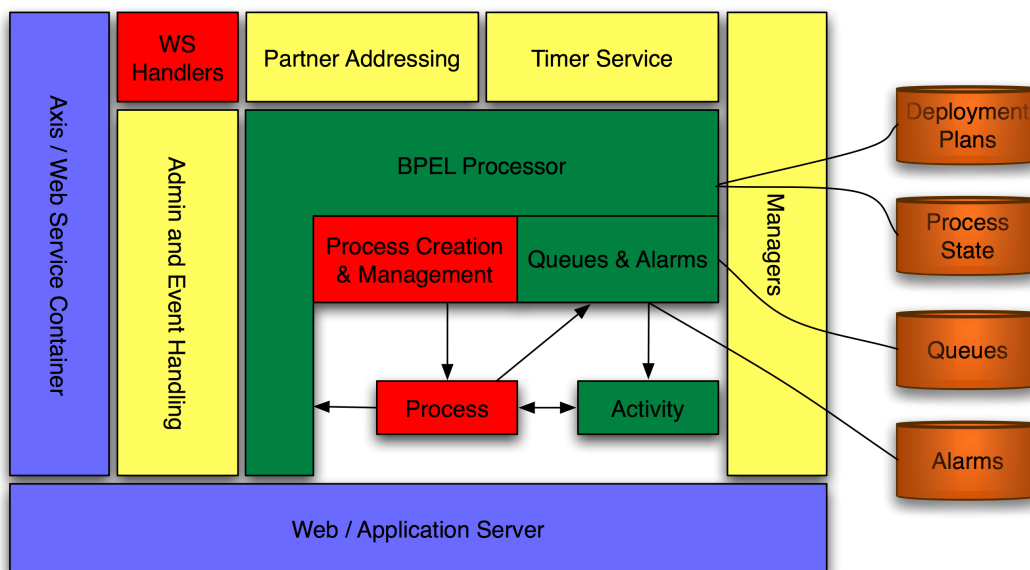 WS
Handlers
Partner Addressing
Timer Service
Axis / Web Service Container
Admin and Event Handling
BPEL Processor
Managers
Process Creation
& Management
Queues & Alarms
Process
Activity
Web / Application Server
Deployment
Plans
Process
State
Queues
Alarms